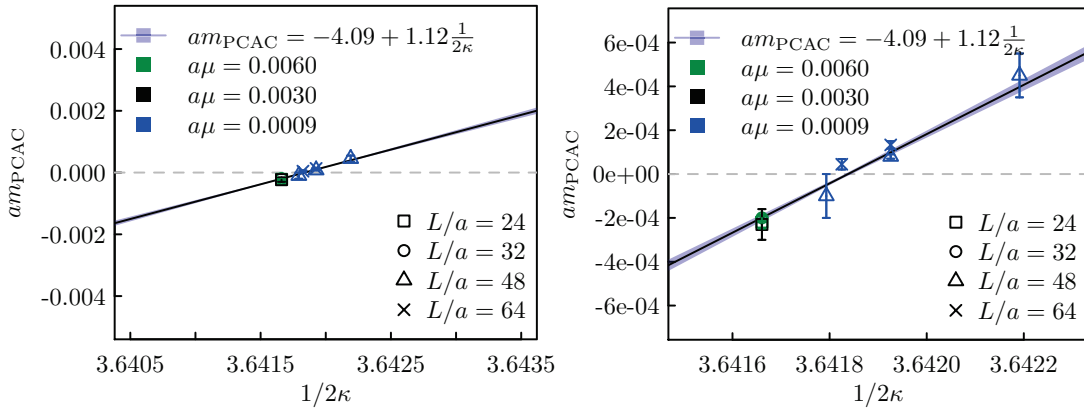 0.004
0.002
0.000
-0.002
-0.004
am_PCAC
am_PCAC = −4.09 + 1.12 1/2κ
aμ = 0.0060
aμ = 0.0030
aμ = 0.0009
L/a = 24
L/a = 32
L/a = 48
L/a = 64
3.6405 3.6415 3.6425 3.6435
1/2κ
6e-04
4e-04
2e-04
0e+00
-2e-04
-4e-04
-6e-04
am_PCAC
am_PCAC = −4.09 + 1.12 1/2κ
aμ = 0.0060
aμ = 0.0030
aμ = 0.0009
L/a = 24
L/a = 32
L/a = 48
L/a = 64
3.6416 3.6418 3.6420 3.6422
1/2κ